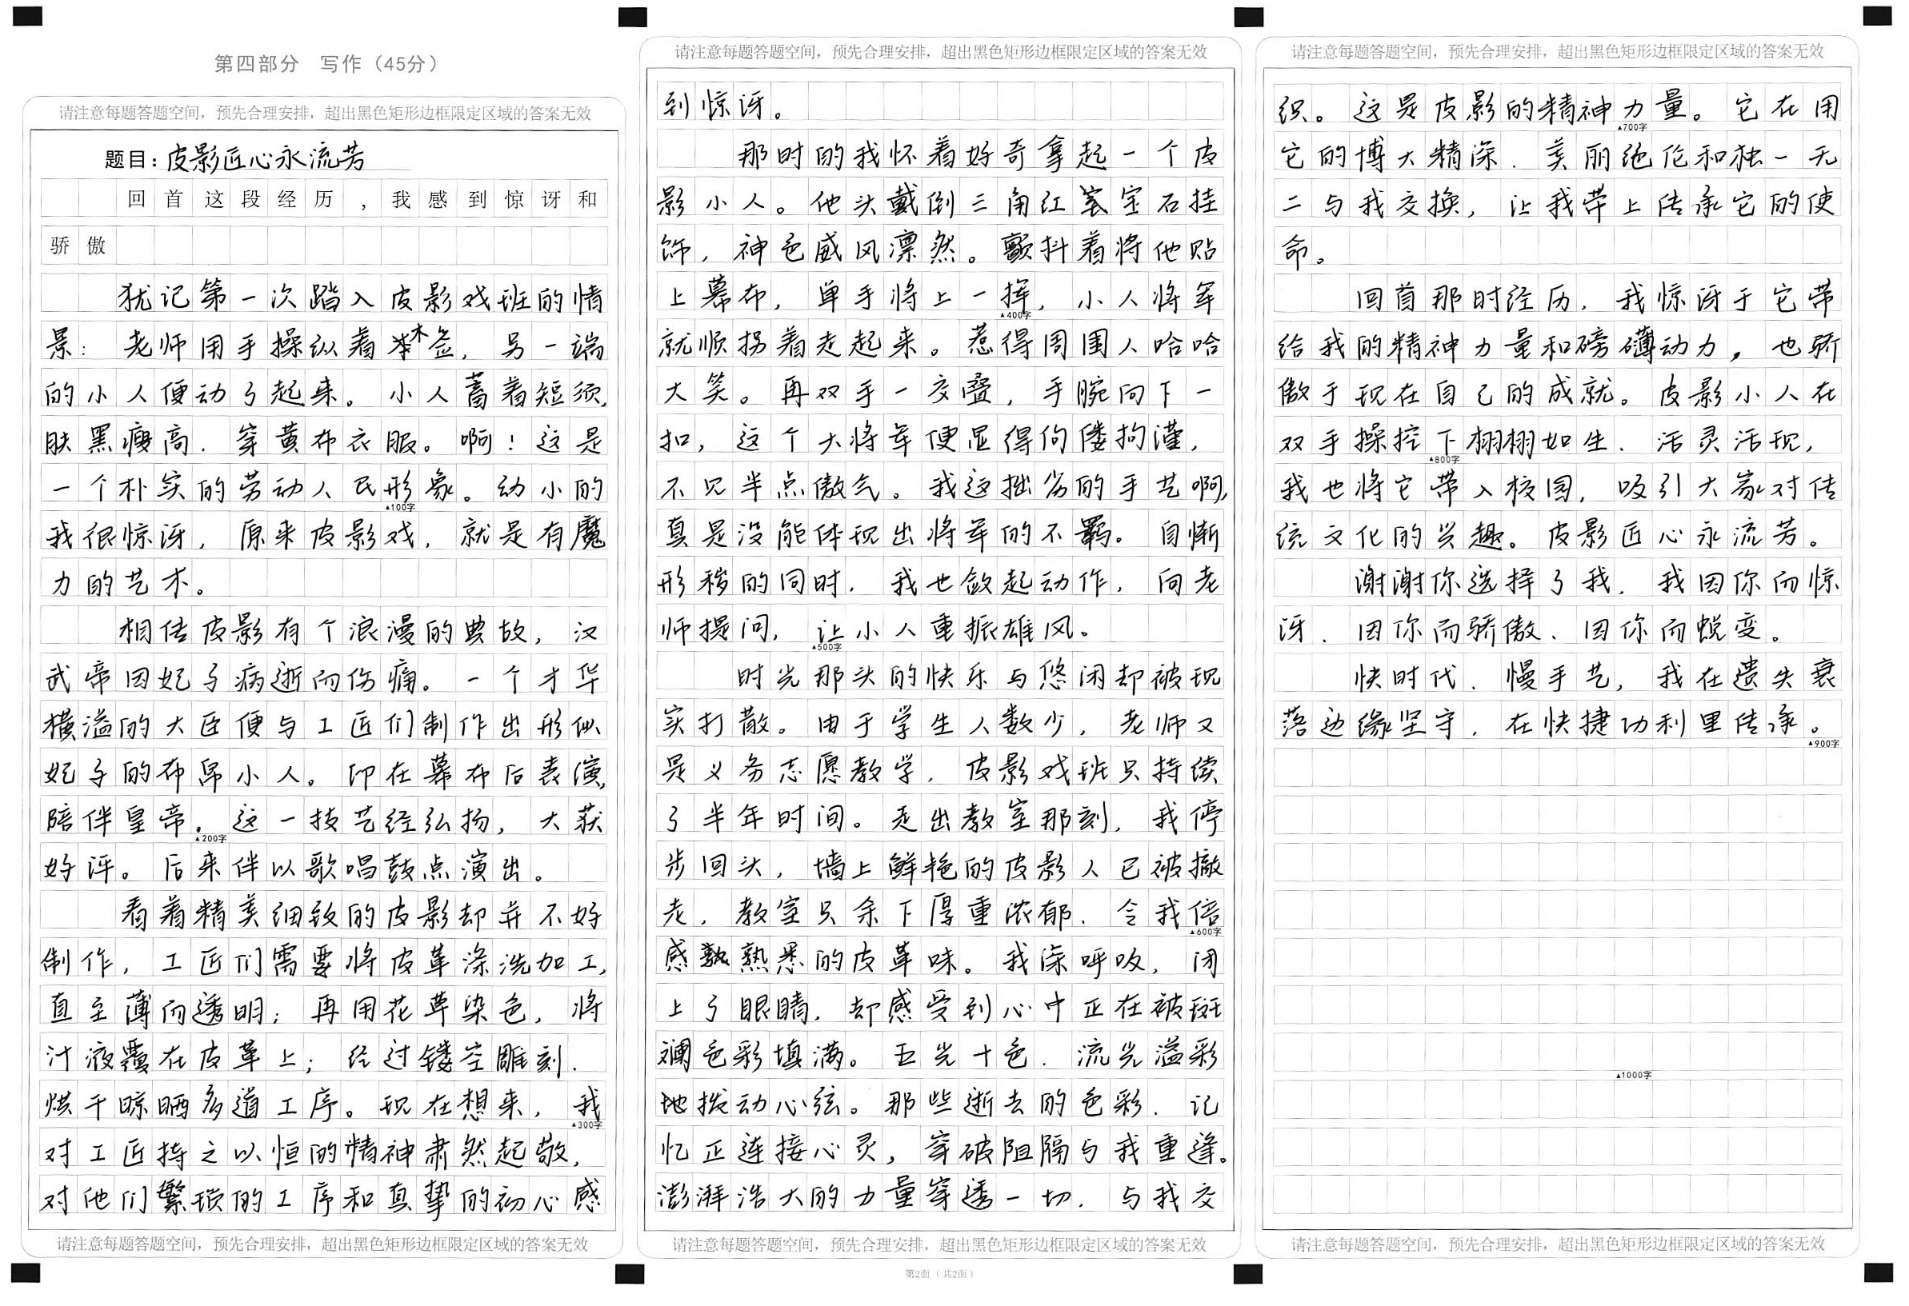 第四部分 写作（45分）
请注意每题答题空间，预先合理安排，超出黑色矩形边框限定区域的答案无效
题目：皮影匠心永流芳
回首这段经历，我感到惊讶和
骄傲
犹记第一次踏入皮影戏班的情
景：老师用手操纵着木签，另一端
的小人便动了起来。小人蓄着短须，
肤黑瘦高，穿黄布衣服。啊！这是
一个朴实的劳动人民形象。幼小的
▲100字
我很惊讶，原来皮影戏，就是有魔
力的艺术。
相传皮影有个浪漫的典故，汉
武帝因妃子病逝而伤痛。一个才华
横溢的大臣便与工匠们制作出形似
妃子的布帛小人。印在幕布后表演，
陪伴皇帝。这一技艺经弘扬，大获
▲200字
好评。后来伴以歌唱鼓点演出。
看着精美细致的皮影却并不好
制作，工匠们需要将皮革涤洗加工，
直至薄而透明；再用花草染色，将
汁液覆在皮革上；经过镂空雕刻、
烘干晾晒多道工序。现在想来，我
▲300字
对工匠持之以恒的精神肃然起敬，
对他们繁琐的工序和真挚的初心感
请注意每题答题空间，预先合理安排，超出黑色矩形边框限定区域的答案无效
请注意每题答题空间，预先合理安排，超出黑色矩形边框限定区域的答案无效
到惊讶。
那时的我怀着好奇拿起一个皮
影小人。他头戴倒三角红宝石挂
饰，神色威风凛然。颤抖着将他贴
上幕布，单手将上一挥，小人将军
▲400字
就顺拐着走起来。惹得周围人哈哈
大笑。再双手一交叠，手腕向下一
扣，这个大将军便显得佝偻拘谨，
不见半点傲气。我这拙劣的手艺啊，
真是没能体现出将军的不羁。自惭
形秽的同时，我也敛起动作，向老
师提问，让小人重振雄风。
▲500字
时光那头的快乐与悠闲却被现
实打散。由于学生人数少，老师又
是义务志愿教学，皮影戏班只持续
了半年时间。走出教室那刻，我停
步回头，墙上鲜艳的皮影人已被撤
走，教室只余下厚重浓郁、令我倍
▲600字
感熟悉的皮革味。我深呼吸，闭
上了眼睛，却感受到心中正在被斑
斓色彩填满。五光十色、流光溢彩
地拨动心弦。那些逝去的色彩、记
忆正连接心灵，穿破阻隔与我重逢。
澎湃浩大的力量穿透一切，与我交
请注意每题答题空间，预先合理安排，超出黑色矩形边框限定区域的答案无效
第2面（共2面）
请注意每题答题空间，预先合理安排，超出黑色矩形边框限定区域的答案无效
织。这是皮影的精神力量。它在用
▲700字
它的博大精深、美丽绝伦和独一无
二与我交换，让我带上传承它的使
命。
回首那时经历，我惊讶于它带
给我的精神力量和磅礴动力，也骄
傲于现在自己的成就。皮影小人在
双手操控下栩栩如生、活灵活现，
▲800字
我也将它带入校园，吸引大家对传
统文化的兴趣。皮影匠心永流芳。
谢谢你选择了我，我因你而惊
讶、因你而骄傲、因你而蜕变。
快时代、慢手艺，我在遗失衰
落边缘坚守，在快捷功利里传承。
▲900字
▲1000字
请注意每题答题空间，预先合理安排，超出黑色矩形边框限定区域的答案无效